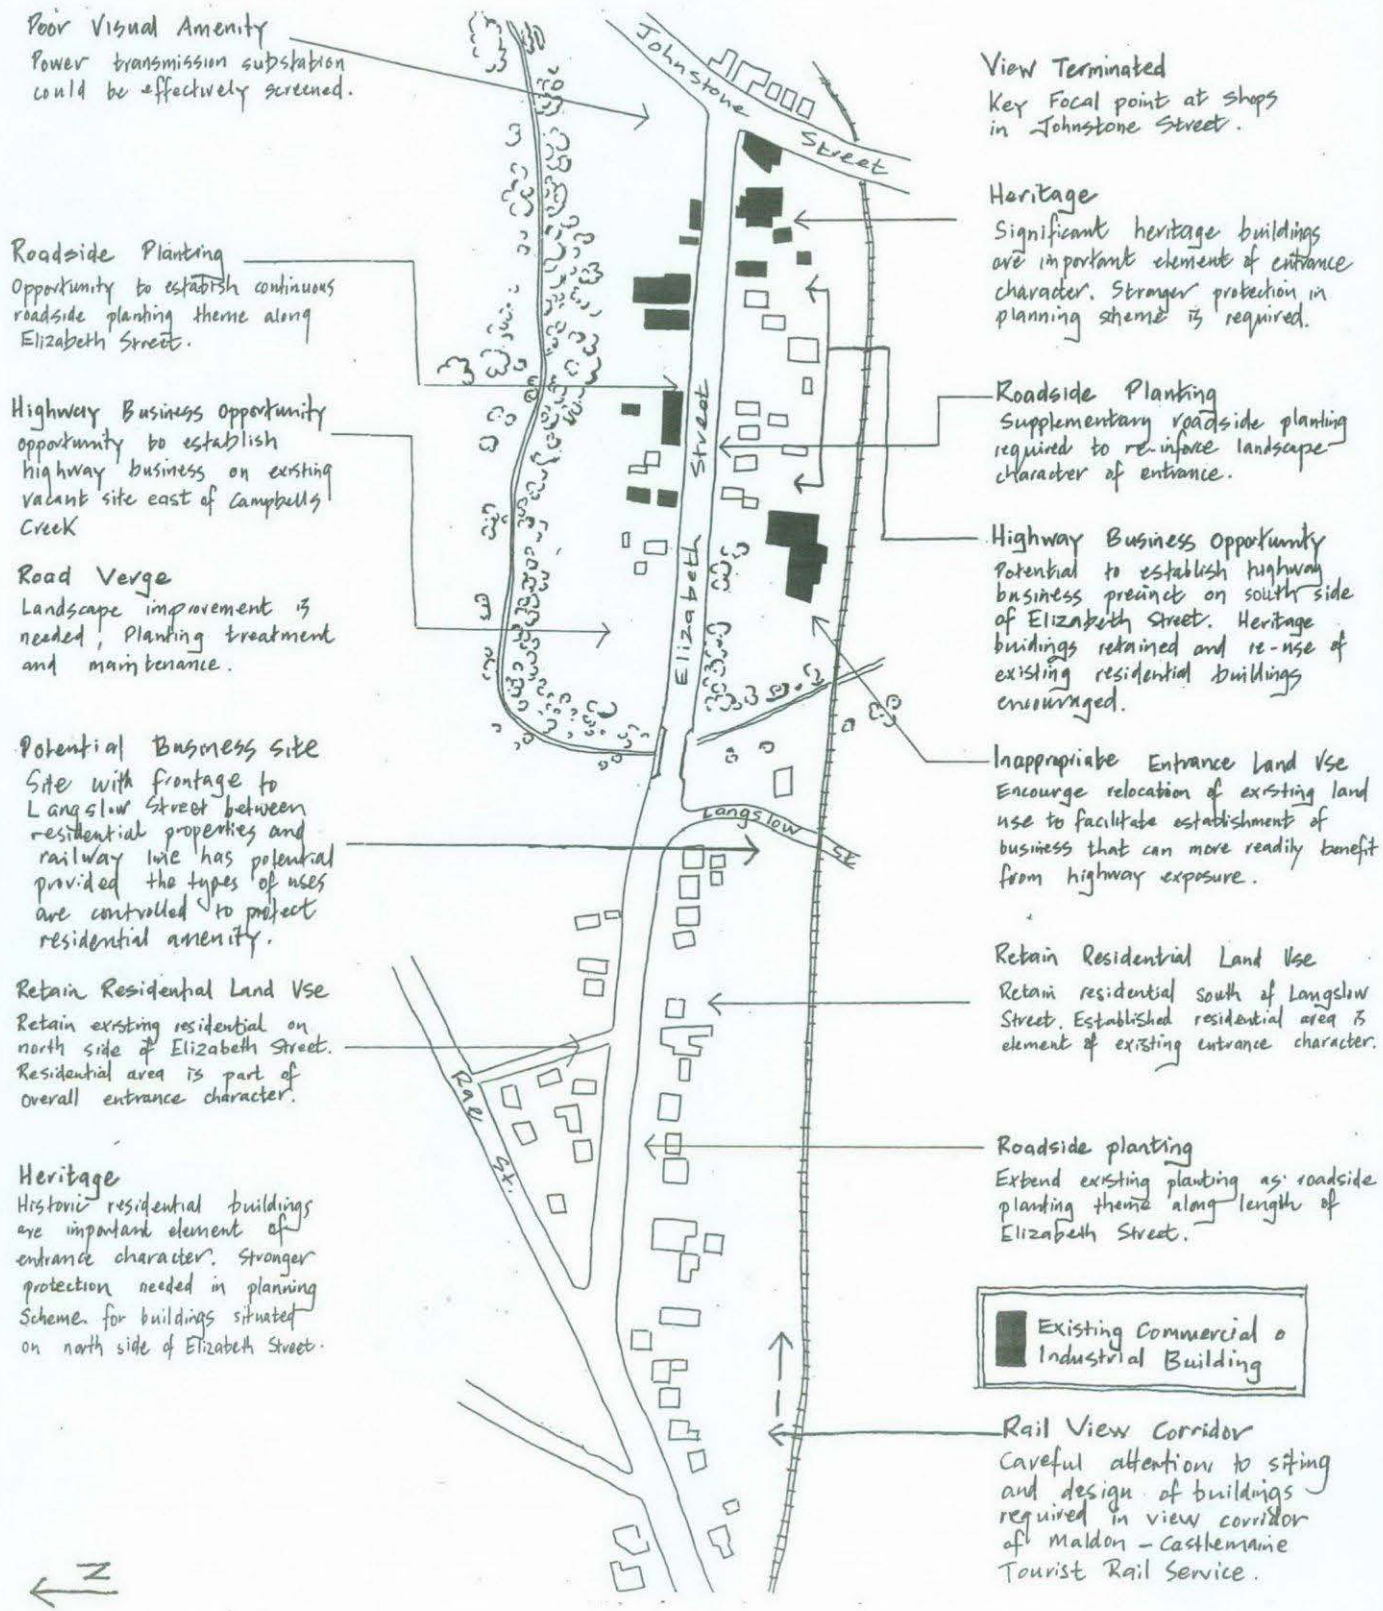 Poor Visual Amenity
Power transmission substation
could be effectively screened.
Roadside Planting
Opportunity to establish continuous
roadside planting theme along
Elizabeth Street.
Highway Business Opportunity
opportunity to establish
highway business on existing
vacant site east of Campbells
Creek
Road Verge
Landscape improvement is
needed, Planting treatment
and maintenance.
Potential Business site
Site with frontage to
Langslow Street between
residential properties and
railway line has potential
provided the types of uses
are controlled to protect
residential amenity.
Retain Residential Land Use
Retain existing residential on
north side of Elizabeth Street.
Residential area is part of
overall entrance character.
Heritage
Historic residential buildings
are important element of
entrance character. Stronger
protection needed in planning
Scheme for buildings situated
on north side of Elizabeth Street.
N
Johnstone Street
Elizabeth Street
Langslow St
Rae St.
View Terminated
Key Focal point at shops
in Johnstone Street.
Heritage
Significant heritage buildings
are important element of entrance
character. Stronger protection in
planning scheme is required.
Roadside Planting
Supplementary roadside planting
required to re-inforce landscape
character of entrance.
Highway Business Opportunity
Potential to establish highway
business precinct on south side
of Elizabeth Street. Heritage
buidings retained and re-use of
existing residential buildings
encouraged.
Inappropriate Entrance Land Use
Encourge relocation of existing land
use to facilitate establishment of
business that can more readily benefit
from highway exposure.
Retain Residential Land Use
Retain residential south of Langslow
Street. Established residential area is
element of existing entrance character.
Roadside planting
Extend existing planting as roadside
planting theme along length of
Elizabeth Street.
Existing Commercial o
Industrial Building
Rail View Corridor
Careful attention to siting
and design of buildings
required in view corridor
of Maldon - Castlemaine
Tourist Rail Service.